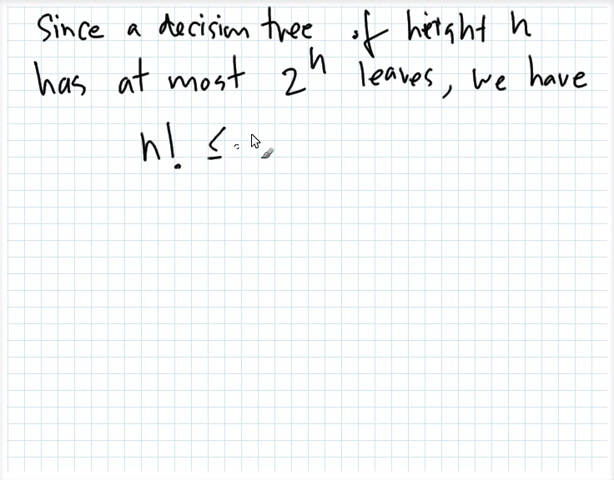 Since a decision tree of height h
has at most 2^h leaves, we have
n! ≤